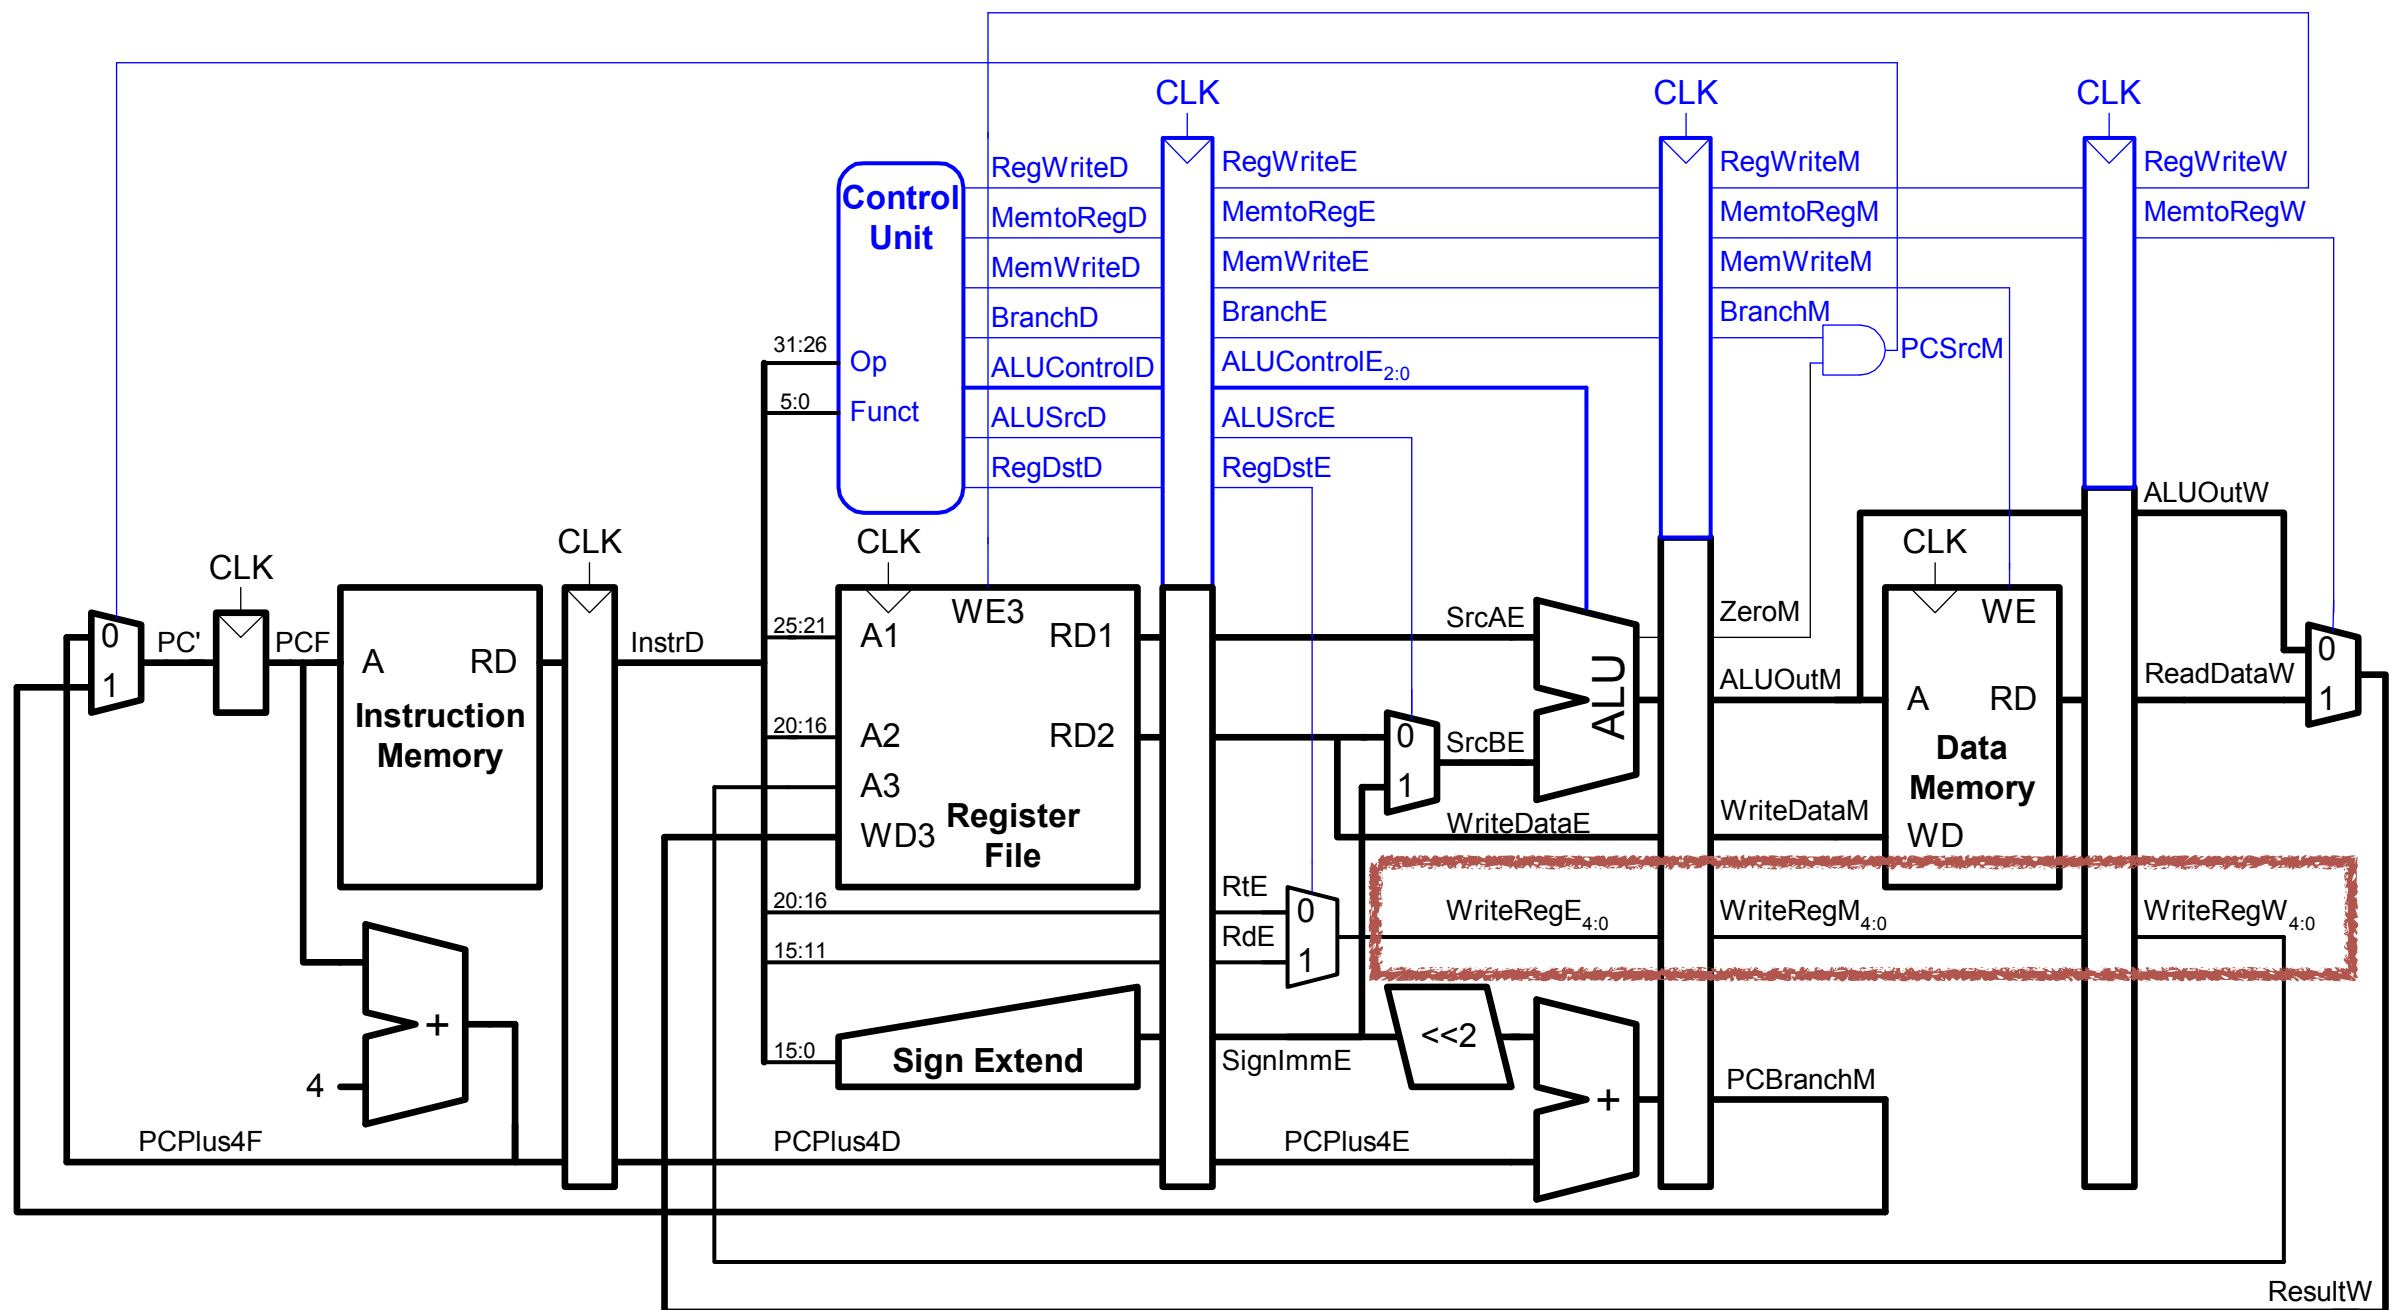 CLK
CLK
CLK
RegWriteD
RegWriteE
RegWriteM
RegWriteW
Control
Unit
MemtoRegD
MemtoRegE
MemtoRegM
MemtoRegW
MemWriteD
MemWriteE
MemWriteM
BranchD
BranchE
BranchM
31:26
Op
ALUControlD
ALUControlE2:0
PCSrcM
5:0
Funct
ALUSrcD
ALUSrcE
RegDstD
RegDstE
ALUOutW
CLK
CLK
CLK
CLK
0
1
PC'
PCF
A
RD
Instruction
Memory
InstrD
25:21
A1
WE3
RD1
20:16
A2
RD2
A3
WD3
Register
File
SrcAE
0
1
SrcBE
ALU
ZeroM
ALUOutM
WE
A
RD
Data
Memory
WD
ReadDataW
0
1
WriteDataE
WriteDataM
20:16
RtE
0
15:11
RdE
1
WriteRegE4:0
WriteRegM4:0
WriteRegW4:0
+
4
15:0
Sign Extend
SignImmE
<<2
+
PCBranchM
PCPlus4F
PCPlus4D
PCPlus4E
ResultW